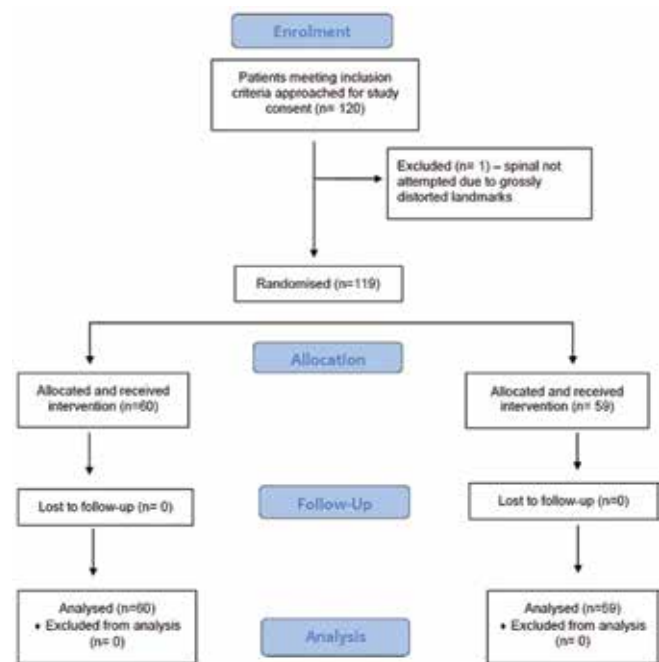 Enrolment
Patients meeting inclusion
criteria approached for study
consent (n= 120)
Excluded (n= 1) – spinal not
attempted due to grossly
distorted landmarks
Randomised (n=119)
Allocation
Allocated and received
intervention (n=60)
Allocated and received
intervention (n= 59)
Lost to follow-up (n= 0)
Follow-Up
Lost to follow-up (n=0)
Analysed (n=60)
♦ Excluded from analysis
(n= 0)
Analysed (n=59)
♦ Excluded from analysis
(n= 0)
Analysis